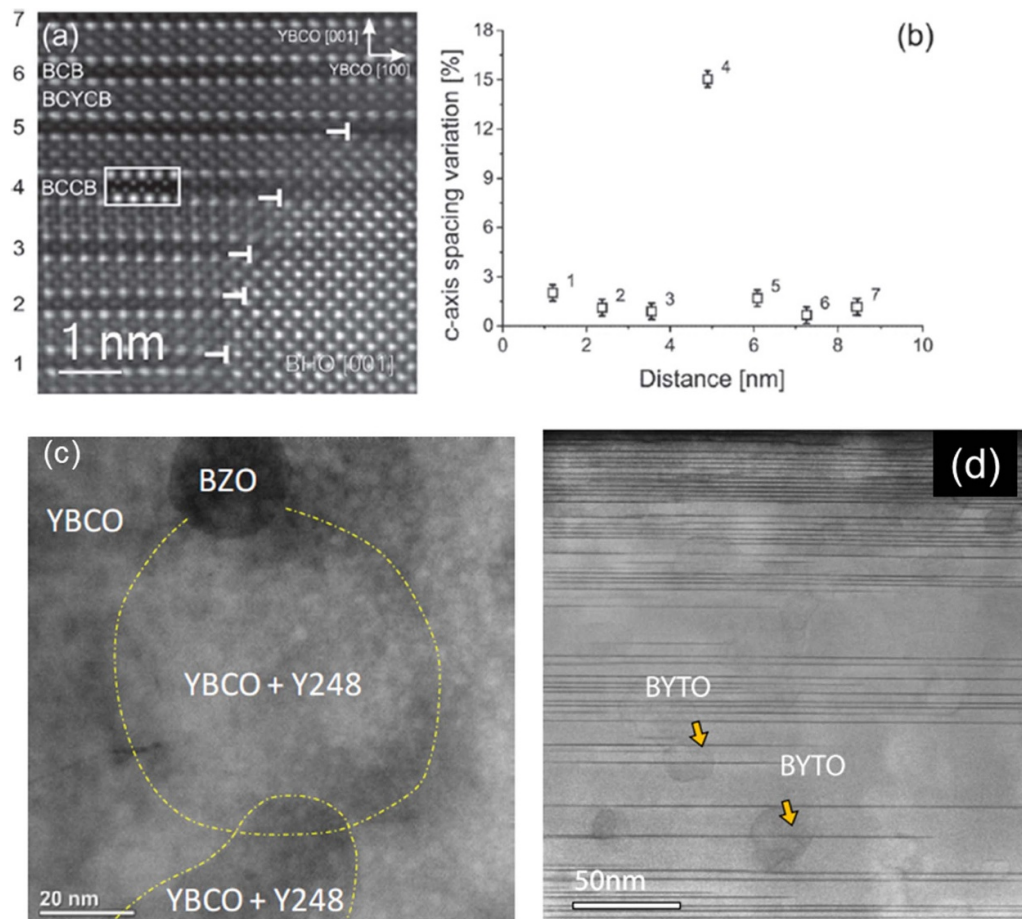 (a)
YBCO [001]
YBCO [100]
7
6
5
4
3
2
1
BCB
BCYCB
BCCB
1 nm
BHO [001]
(b)
c-axis spacing variation [%]
18
15
12
9
6
3
0
1
2
3
4
5
6
7
0 2 4 6 8 10
Distance [nm]
(c)
BZO
YBCO
YBCO + Y248
YBCO + Y248
20 nm
(d)
BYTO
BYTO
50nm